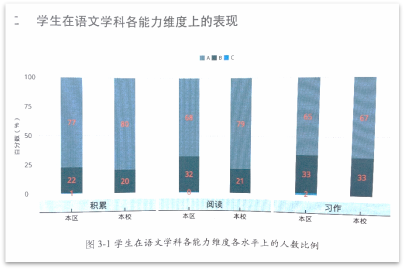 学生在语文学科各能力维度上的表现
A B C
百分数（%）
100
75
50
25
0
77 80 68 79 65 67
22 20 32 21 33 33
积累 阅读 习作
本区 本校 本区 本校 本区 本校
图 3-1 学生在语文学科各能力维度各水平上的人数比例